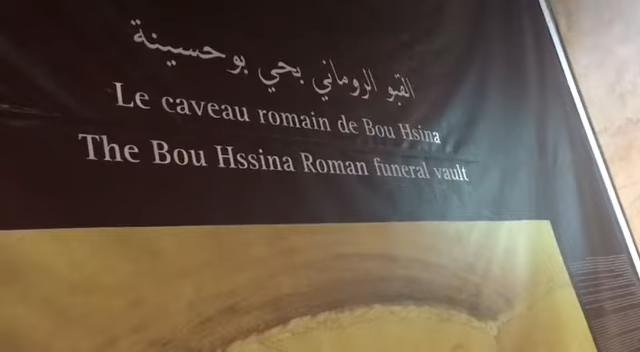 القبو الروماني بحي بوحسينة
Le caveau romain de Bou Hsina
The Bou Hssina Roman funeral vault